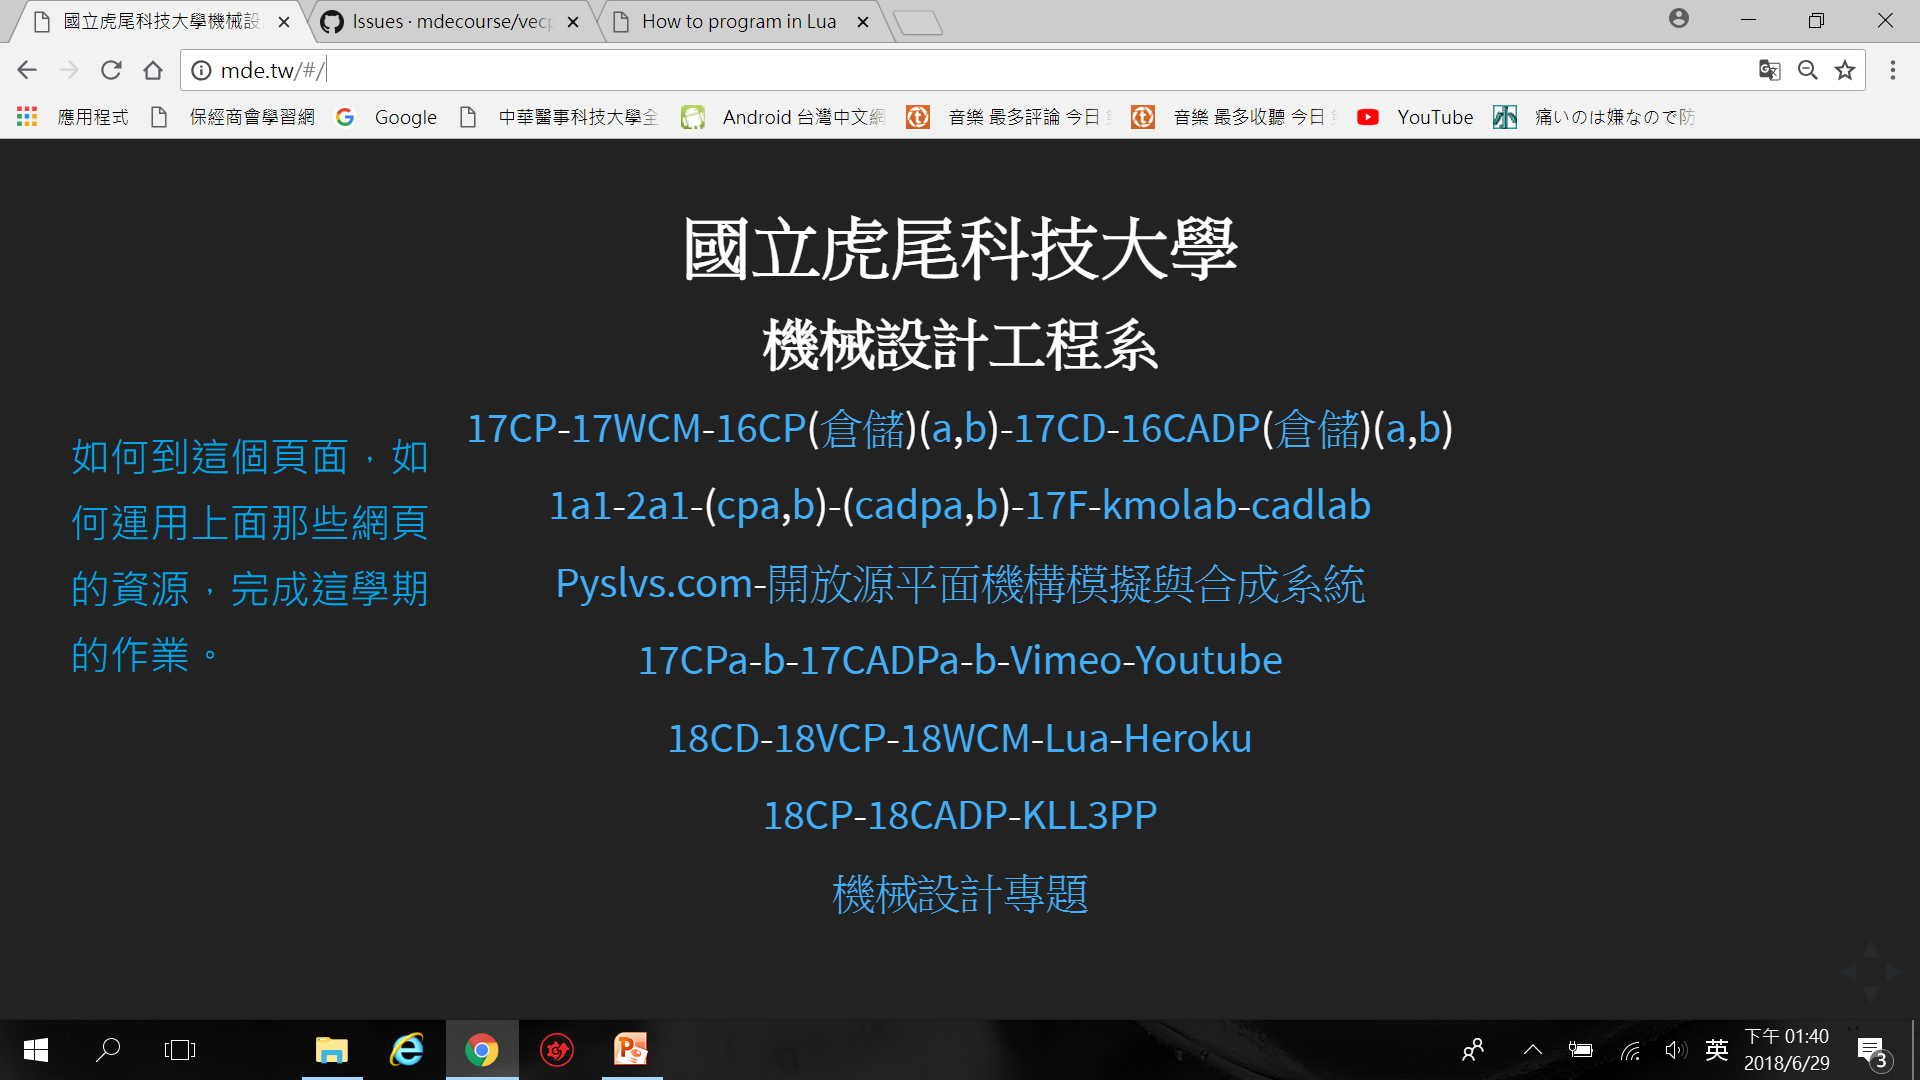 國立虎尾科技大學機械設
Issues · mdecourse/vecp
How to program in Lua
mde.tw/#/
應用程式
保經商會學習網
Google
中華醫事科技大學全
Android 台灣中文網
音樂 最多評論 今日
音樂 最多收聽 今日
YouTube
痛いのは嫌なので防
國立虎尾科技大學
機械設計工程系
17CP-17WCM-16CP(倉儲)(a,b)-17CD-16CADP(倉儲)(a,b)
1a1-2a1-(cpa,b)-(cadpa,b)-17F-kmolab-cadlab
Pyslvs.com-開放源平面機構模擬與合成系統
17CPa-b-17CADPa-b-Vimeo-Youtube
18CD-18VCP-18WCM-Lua-Heroku
18CP-18CADP-KLL3PP
機械設計專題
如何到這個頁面，如
何運用上面那些網頁
的資源，完成這學期
的作業。
英
下午 01:40
2018/6/29
3